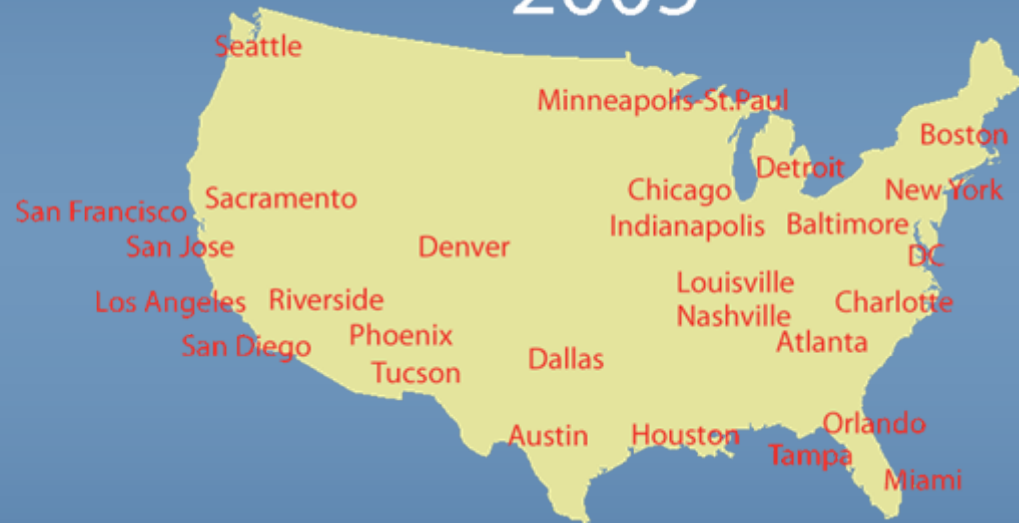 Seattle
Minneapolis-St.Paul
Boston
Detroit
Chicago
New York
Sacramento
San Francisco
Indianapolis
Baltimore
San Jose
Denver
DC
Louisville
Los Angeles
Riverside
Charlotte
Nashville
Phoenix
Atlanta
San Diego
Dallas
Tucson
Orlando
Austin
Houston
Tampa
Miami